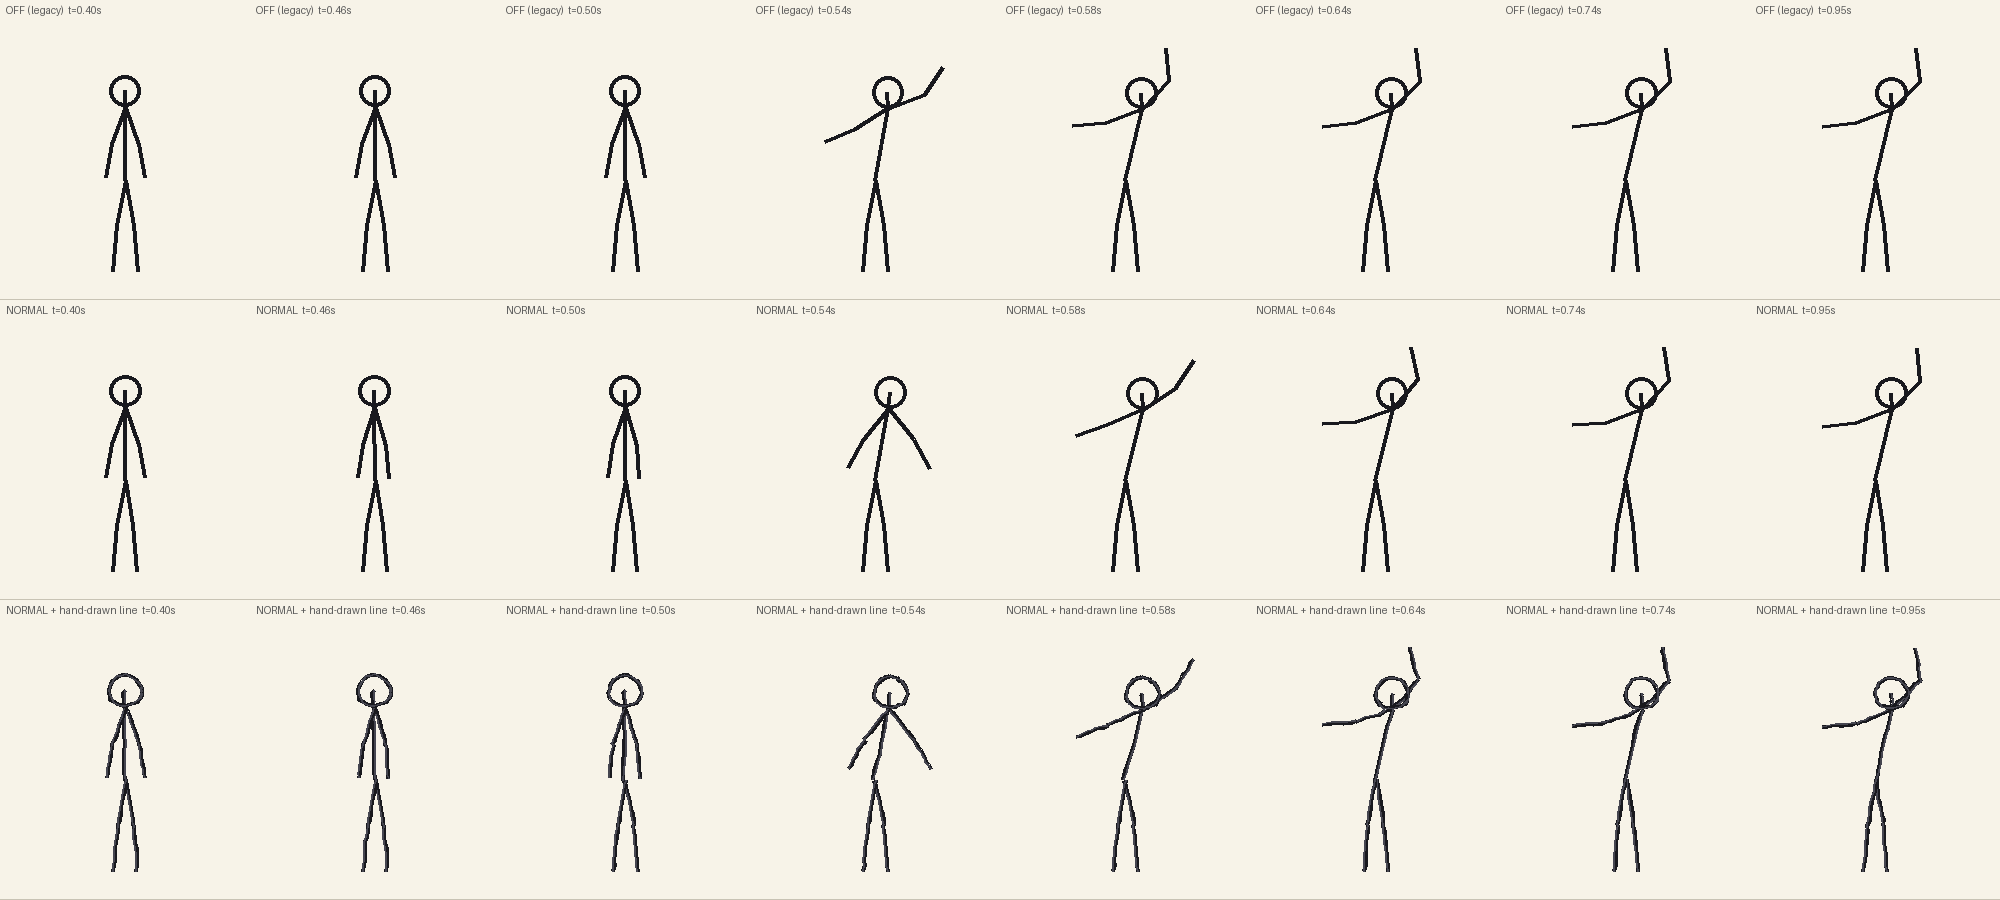 OFF (legacy) t=0.40s
OFF (legacy) t=0.46s
OFF (legacy) t=0.50s
OFF (legacy) t=0.54s
OFF (legacy) t=0.58s
OFF (legacy) t=0.64s
OFF (legacy) t=0.74s
OFF (legacy) t=0.95s
NORMAL t=0.40s
NORMAL t=0.46s
NORMAL t=0.50s
NORMAL t=0.54s
NORMAL t=0.58s
NORMAL t=0.64s
NORMAL t=0.74s
NORMAL t=0.95s
NORMAL + hand-drawn line t=0.40s
NORMAL + hand-drawn line t=0.46s
NORMAL + hand-drawn line t=0.50s
NORMAL + hand-drawn line t=0.54s
NORMAL + hand-drawn line t=0.58s
NORMAL + hand-drawn line t=0.64s
NORMAL + hand-drawn line t=0.74s
NORMAL + hand-drawn line t=0.95s